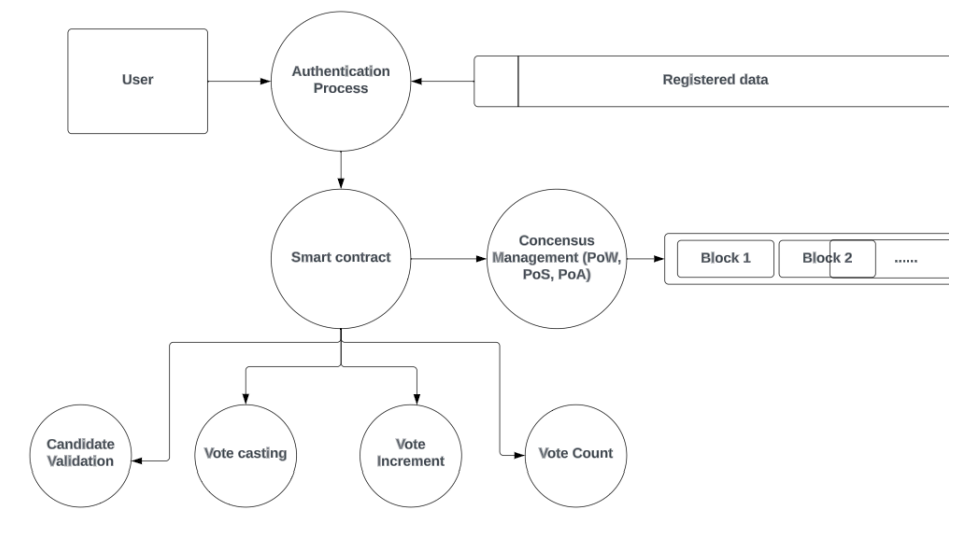 User
Authentication
Process
Registered data
Smart contract
Concensus
Management (PoW,
PoS, PoA)
Block 1
Block 2
......
Candidate
Validation
Vote casting
Vote
Increment
Vote Count